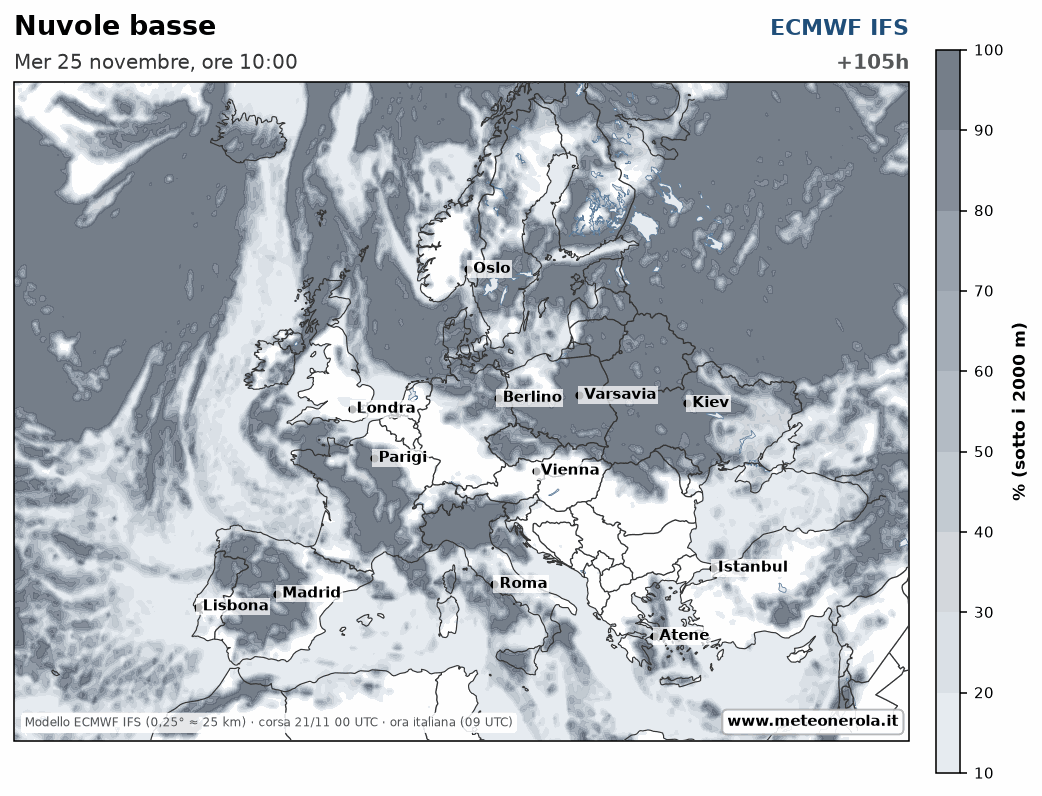 Nuvole basse
ECMWF IFS
Mer 25 novembre, ore 10:00
+105h
100
90
80
70
60
50
40
30
20
10
% (sotto i 2000 m)
Oslo
Berlino
Varsavia
Kiev
Londra
Parigi
Vienna
Istanbul
Roma
Madrid
Lisbona
Atene
Modello ECMWF IFS (0,25° ≈ 25 km) · corsa 21/11 00 UTC · ora italiana (09 UTC)
www.meteonerola.it